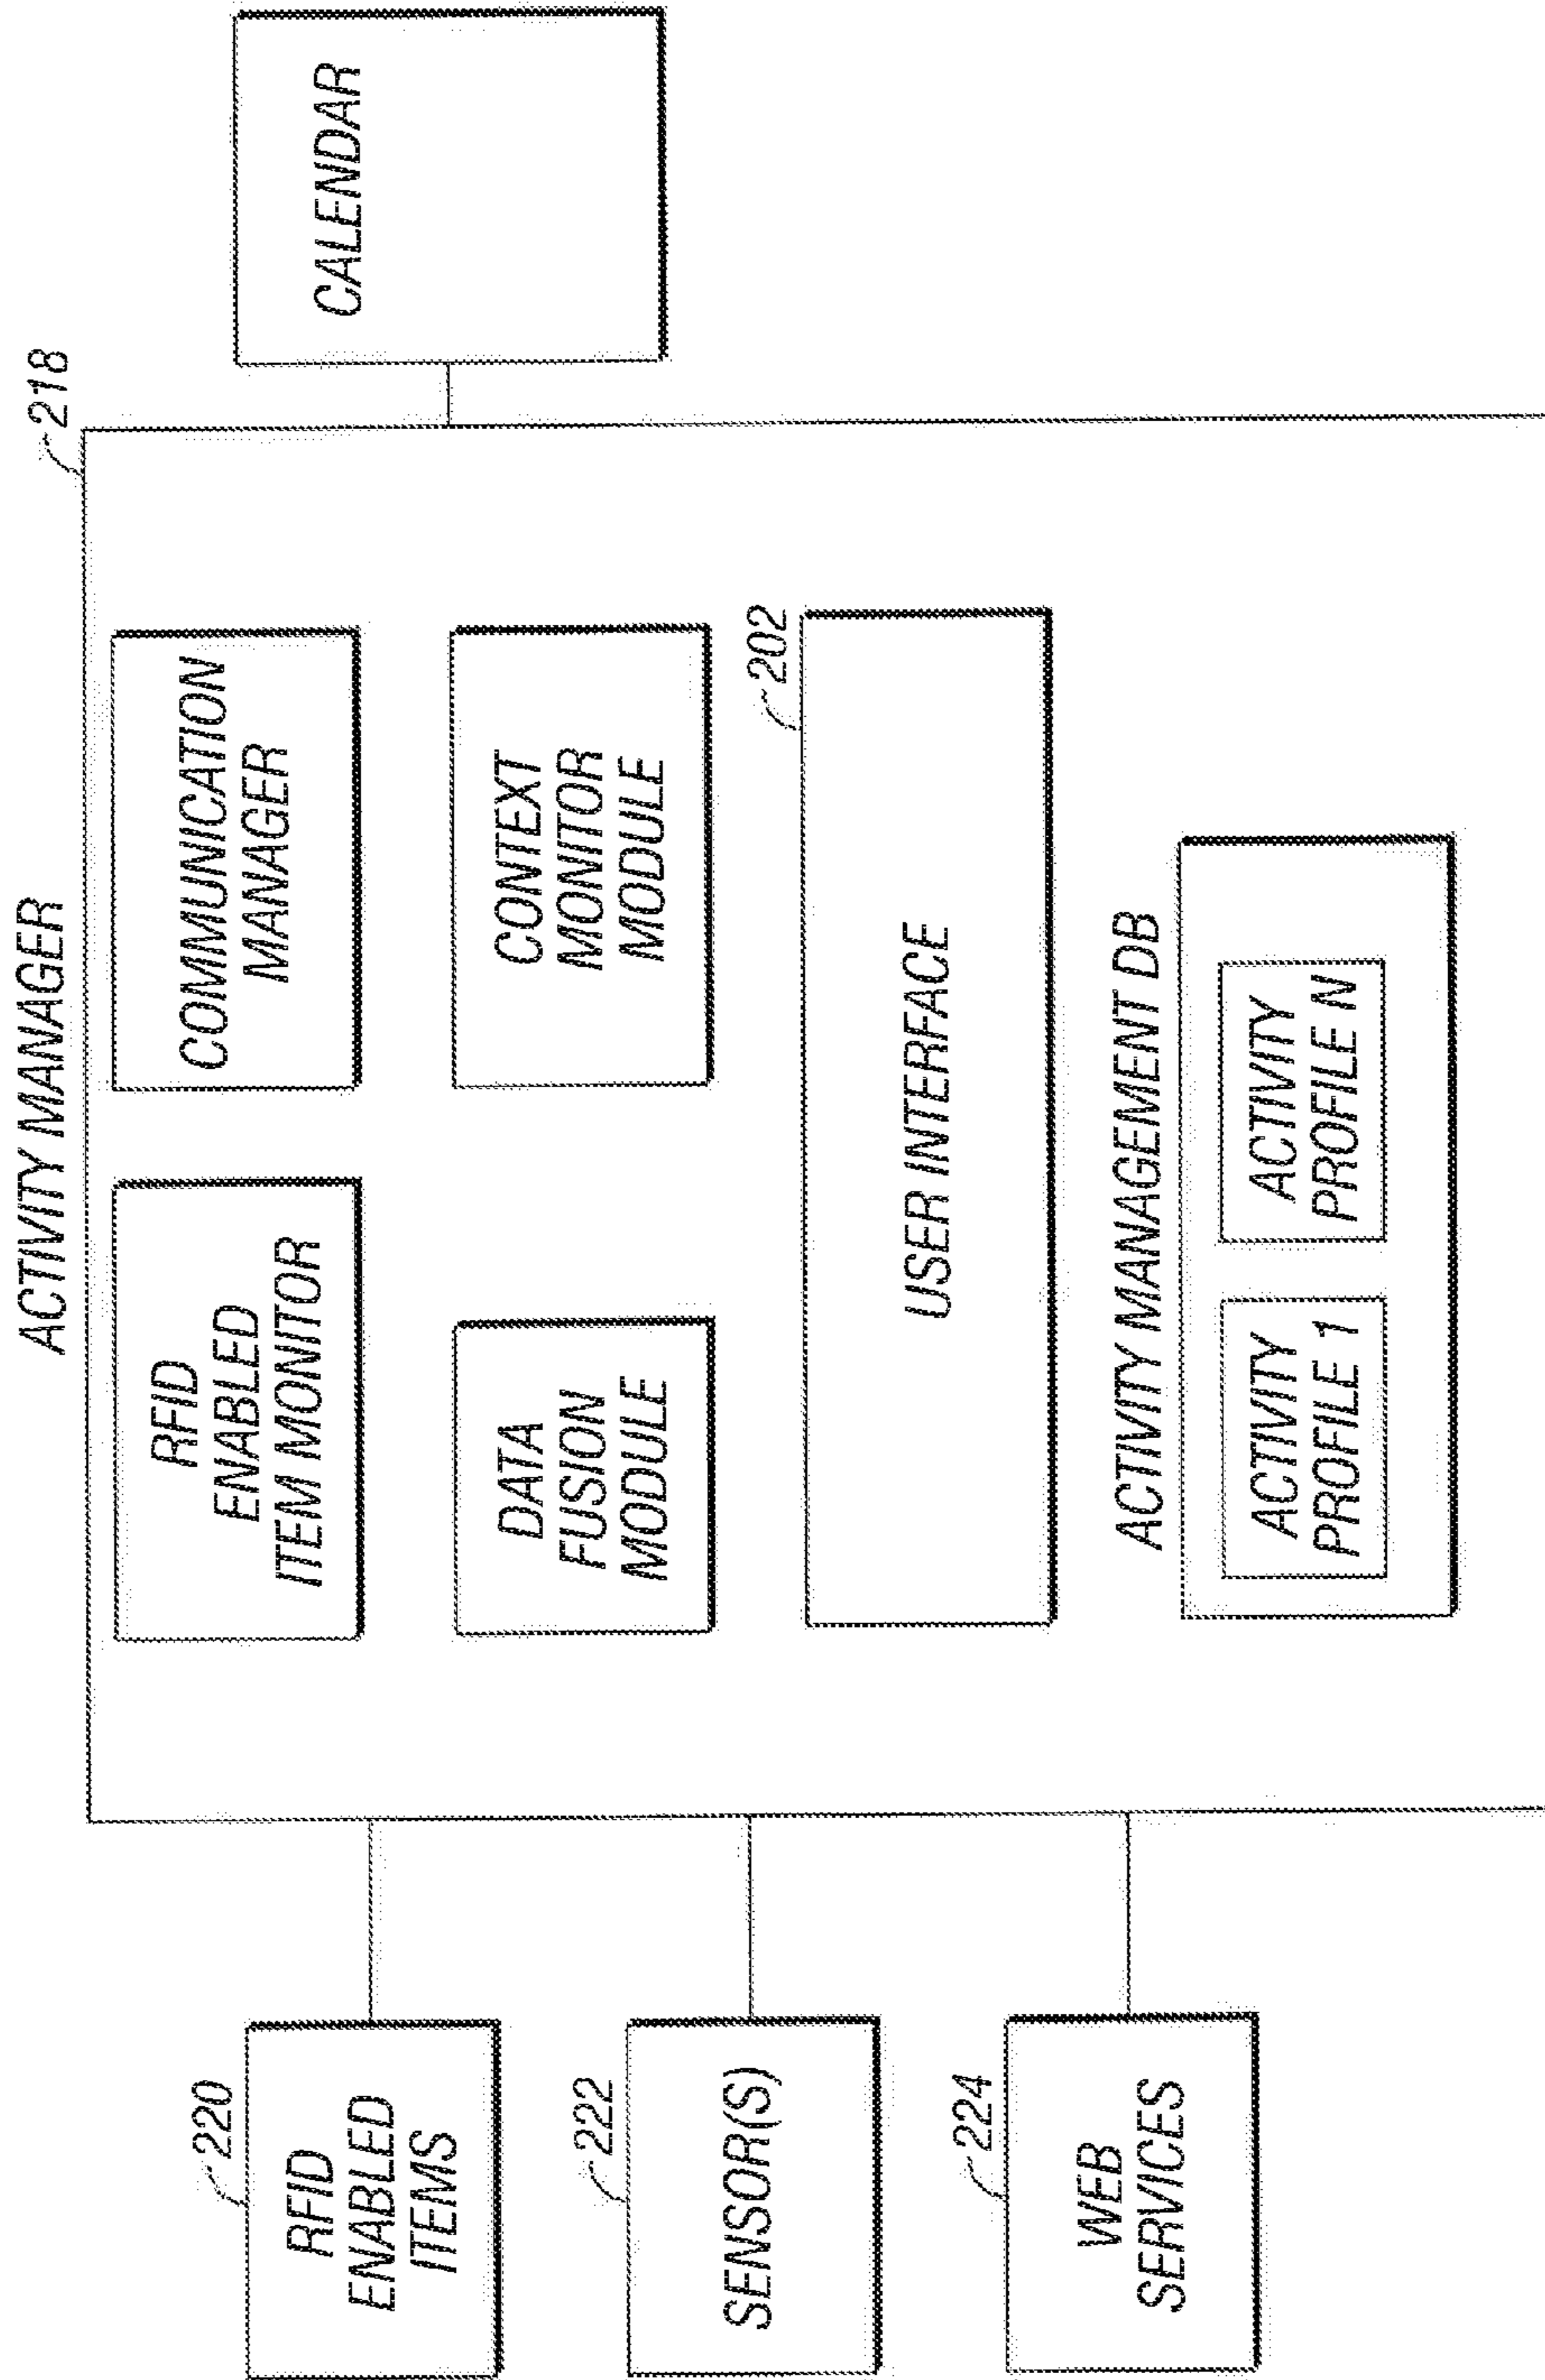 ACTIVITY MANAGER
218
RFID
ENABLED
ITEM MONITOR
COMMUNICATION
MANAGER
DATA
FUSION
MODULE
CONTEXT
MONITOR
MODULE
202
USER INTERFACE
ACTIVITY MANAGEMENT DB
ACTIVITY
PROFILE 1
ACTIVITY
PROFILE N
220
RFID
ENABLED
ITEMS
222
SENSOR(S)
224
WEB
SERVICES
CALENDAR